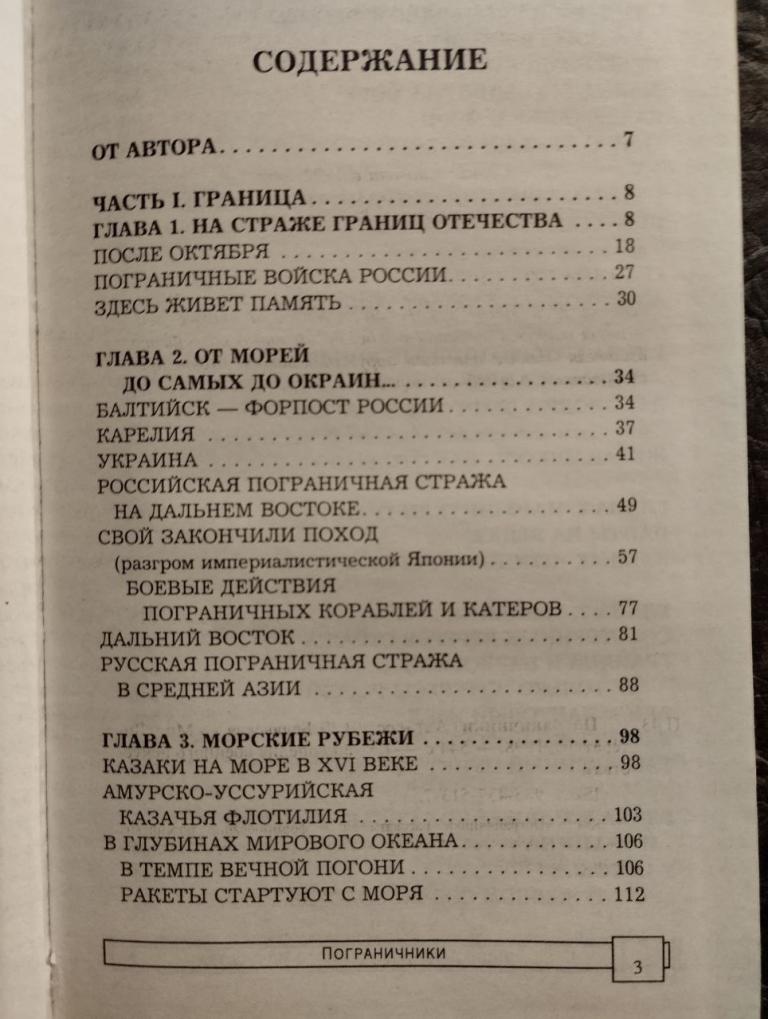 СОДЕРЖАНИЕ
ОТ АВТОРА. . . . . . . . . . . . . . . . . . . . . . . . . . . . . . 7
ЧАСТЬ I. ГРАНИЦА . . . . . . . . . . . . . . . . . . . . . . . 8
ГЛАВА 1. НА СТРАЖЕ ГРАНИЦ ОТЕЧЕСТВА . . . . 8
ПОСЛЕ ОКТЯБРЯ . . . . . . . . . . . . . . . . . . . . . . . . 18
ПОГРАНИЧНЫЕ ВОЙСКА РОССИИ. . . . . . . . . . . . 27
ЗДЕСЬ ЖИВЕТ ПАМЯТЬ . . . . . . . . . . . . . . . . . . . 30
ГЛАВА 2. ОТ МОРЕЙ
ДО САМЫХ ДО ОКРАИН... . . . . . . . . . . . . . . . . 34
БАЛТИЙСК — ФОРПОСТ РОССИИ . . . . . . . . . . . . 34
КАРЕЛИЯ . . . . . . . . . . . . . . . . . . . . . . . . . . . . . 37
УКРАИНА . . . . . . . . . . . . . . . . . . . . . . . . . . . . . 41
РОССИЙСКАЯ ПОГРАНИЧНАЯ СТРАЖА
НА ДАЛЬНЕМ ВОСТОКЕ. . . . . . . . . . . . . . . . . . 49
СВОЙ ЗАКОНЧИЛИ ПОХОД
(разгром империалистической Японии) . . . . . . . . . . 57
БОЕВЫЕ ДЕЙСТВИЯ
ПОГРАНИЧНЫХ КОРАБЛЕЙ И КАТЕРОВ . . . . 77
ДАЛЬНИЙ ВОСТОК . . . . . . . . . . . . . . . . . . . . . . 81
РУССКАЯ ПОГРАНИЧНАЯ СТРАЖА
В СРЕДНЕЙ АЗИИ . . . . . . . . . . . . . . . . . . . . . 88
ГЛАВА 3. МОРСКИЕ РУБЕЖИ . . . . . . . . . . . . . . . 98
КАЗАКИ НА МОРЕ В XVI ВЕКЕ . . . . . . . . . . . . . . 98
АМУРСКО-УССУРИЙСКАЯ
КАЗАЧЬЯ ФЛОТИЛИЯ . . . . . . . . . . . . . . . . . . 103
В ГЛУБИНАХ МИРОВОГО ОКЕАНА. . . . . . . . . . . . 106
В ТЕМПЕ ВЕЧНОЙ ПОГОНИ . . . . . . . . . . . . . . . 106
РАКЕТЫ СТАРТУЮТ С МОРЯ . . . . . . . . . . . . . . 112
ПОГРАНИЧНИКИ
3